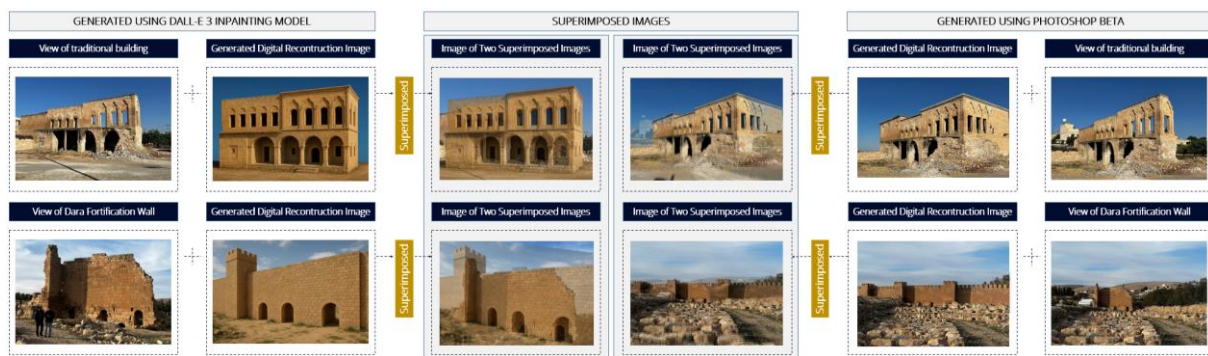 GENERATED USING DALL-E 3 INPAINTING MODEL
SUPERIMPOSED IMAGES
GENERATED USING PHOTOSHOP BETA
View of traditional building
Generated Digital Recontruction Image
Image of Two Superimposed Images
Image of Two Superimposed Images
Generated Digital Recontruction Image
View of traditional building
Superimposed
Superimposed
View of Dara Fortification Wall
Generated Digital Recontruction Image
Image of Two Superimposed Images
Image of Two Superimposed Images
Generated Digital Recontruction Image
View of Dara Fortification Wall
Superimposed
Superimposed